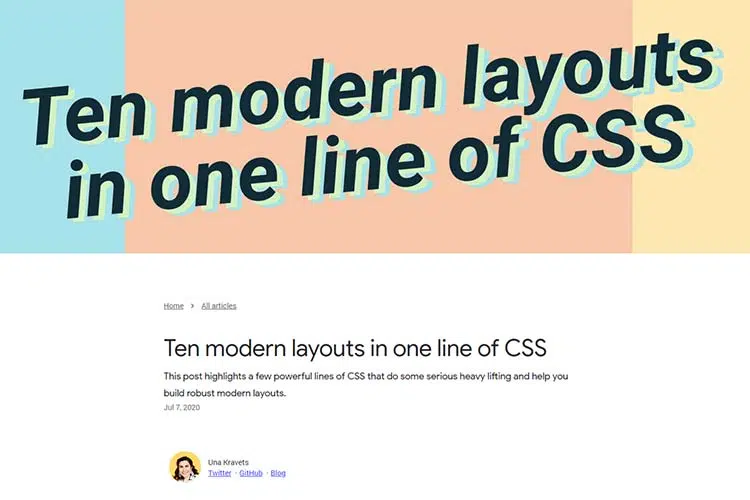 Ten modern layouts
in one line of CSS
Home > All articles
Ten modern layouts in one line of CSS
This post highlights a few powerful lines of CSS that do some serious heavy lifting and help you
build robust modern layouts.
Jul 7, 2020
Una Kravets
Twitter · GitHub · Blog